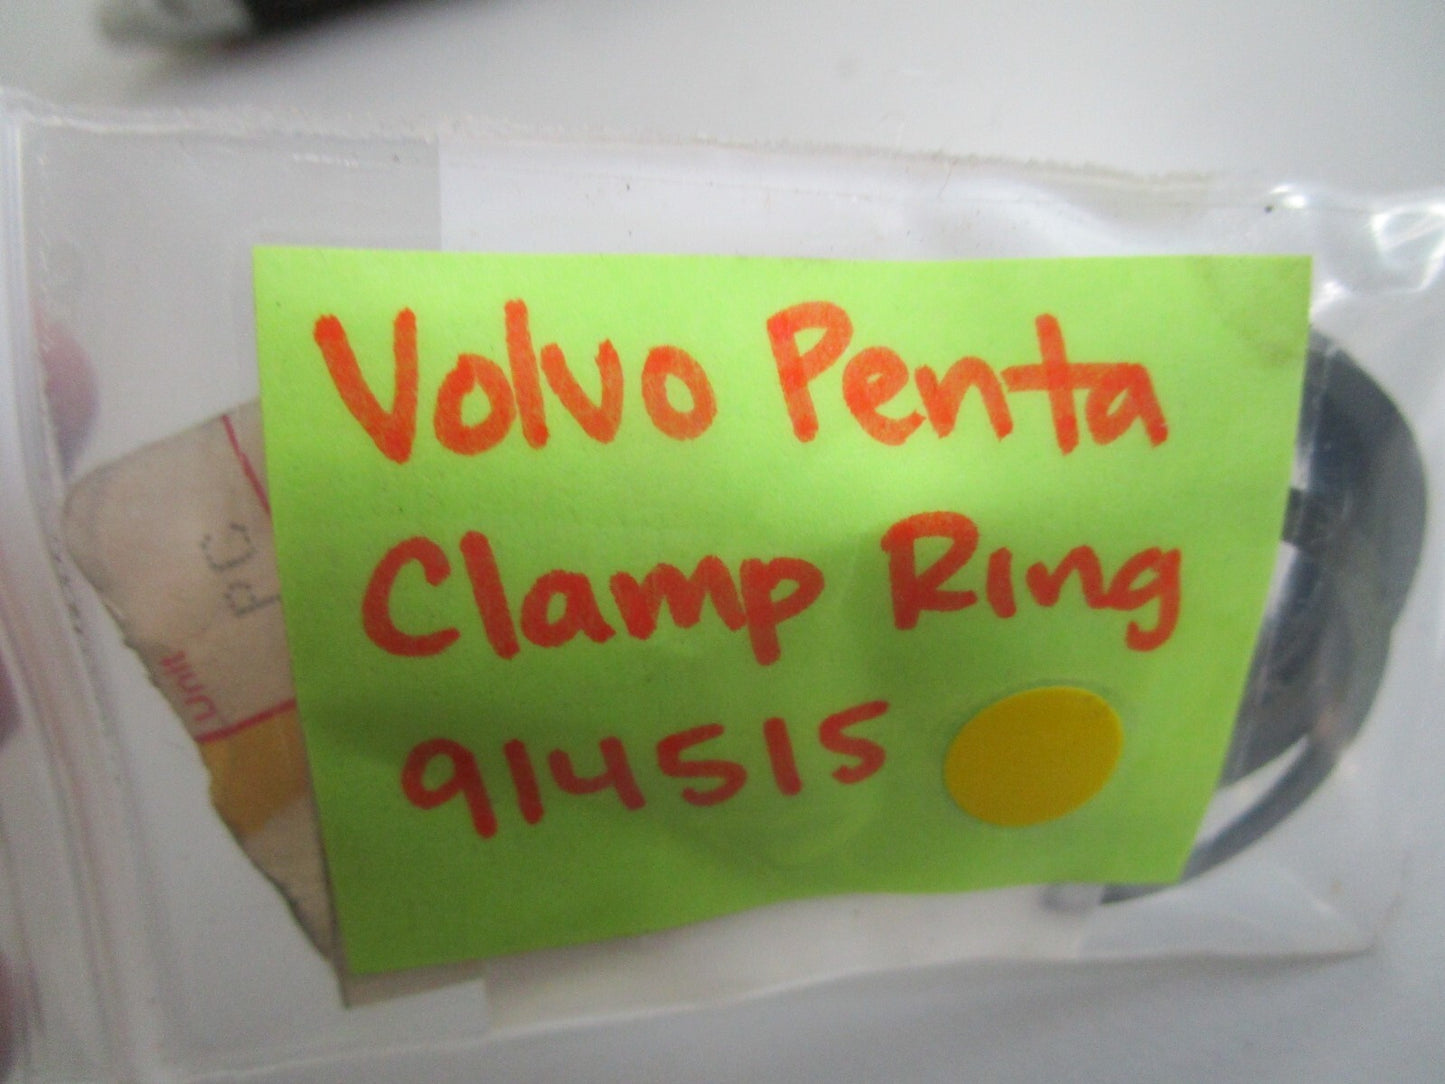 Volvo Penta
Clamp Ring
914515
Unit
PC